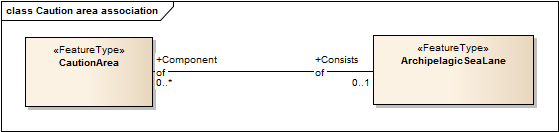 class Caution area association
«FeatureType»
CautionArea
+Component
of
0..*
+Consists
of
0..1
«FeatureType»
ArchipelagicSeaLane